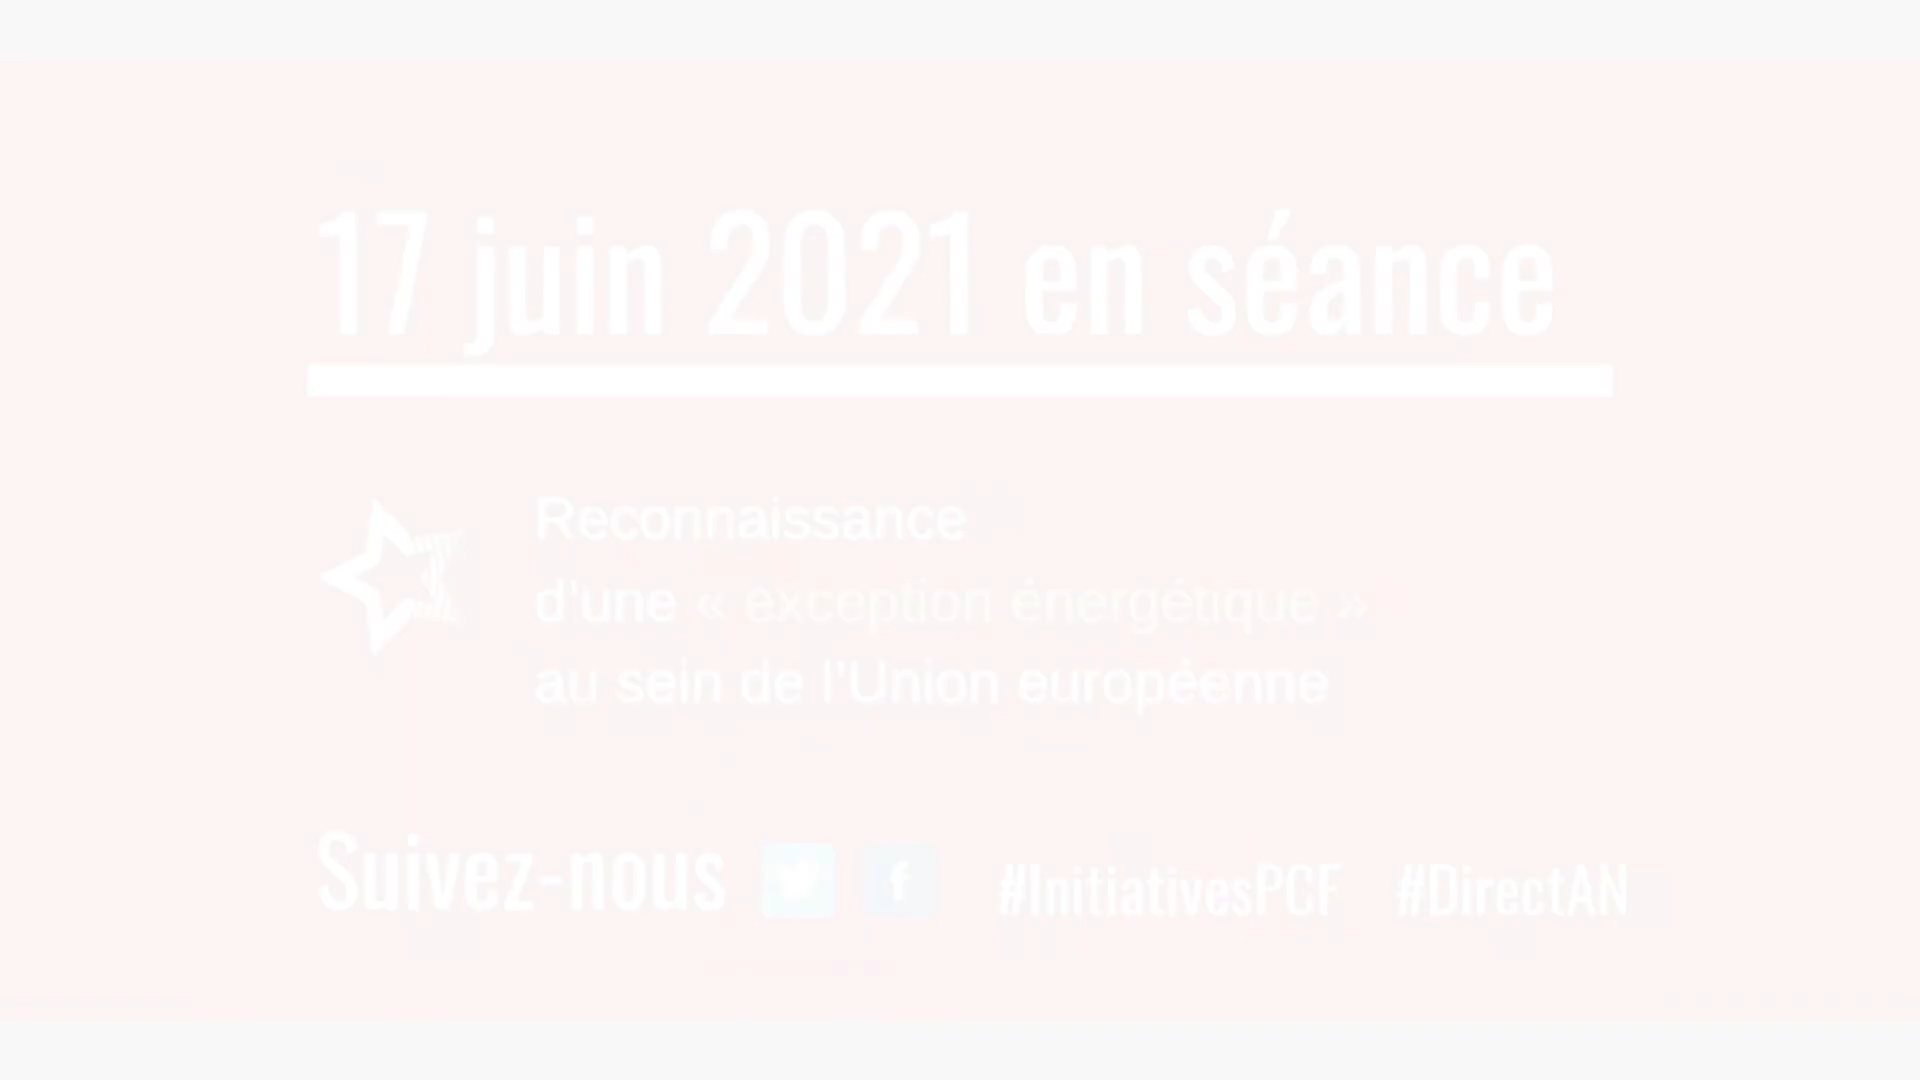 17 juin 2021 en séance
Reconnaissance
d'une « exception énergétique »
au sein de l'Union européenne
Suivez-nous #InitiativesPCF #DirectAN